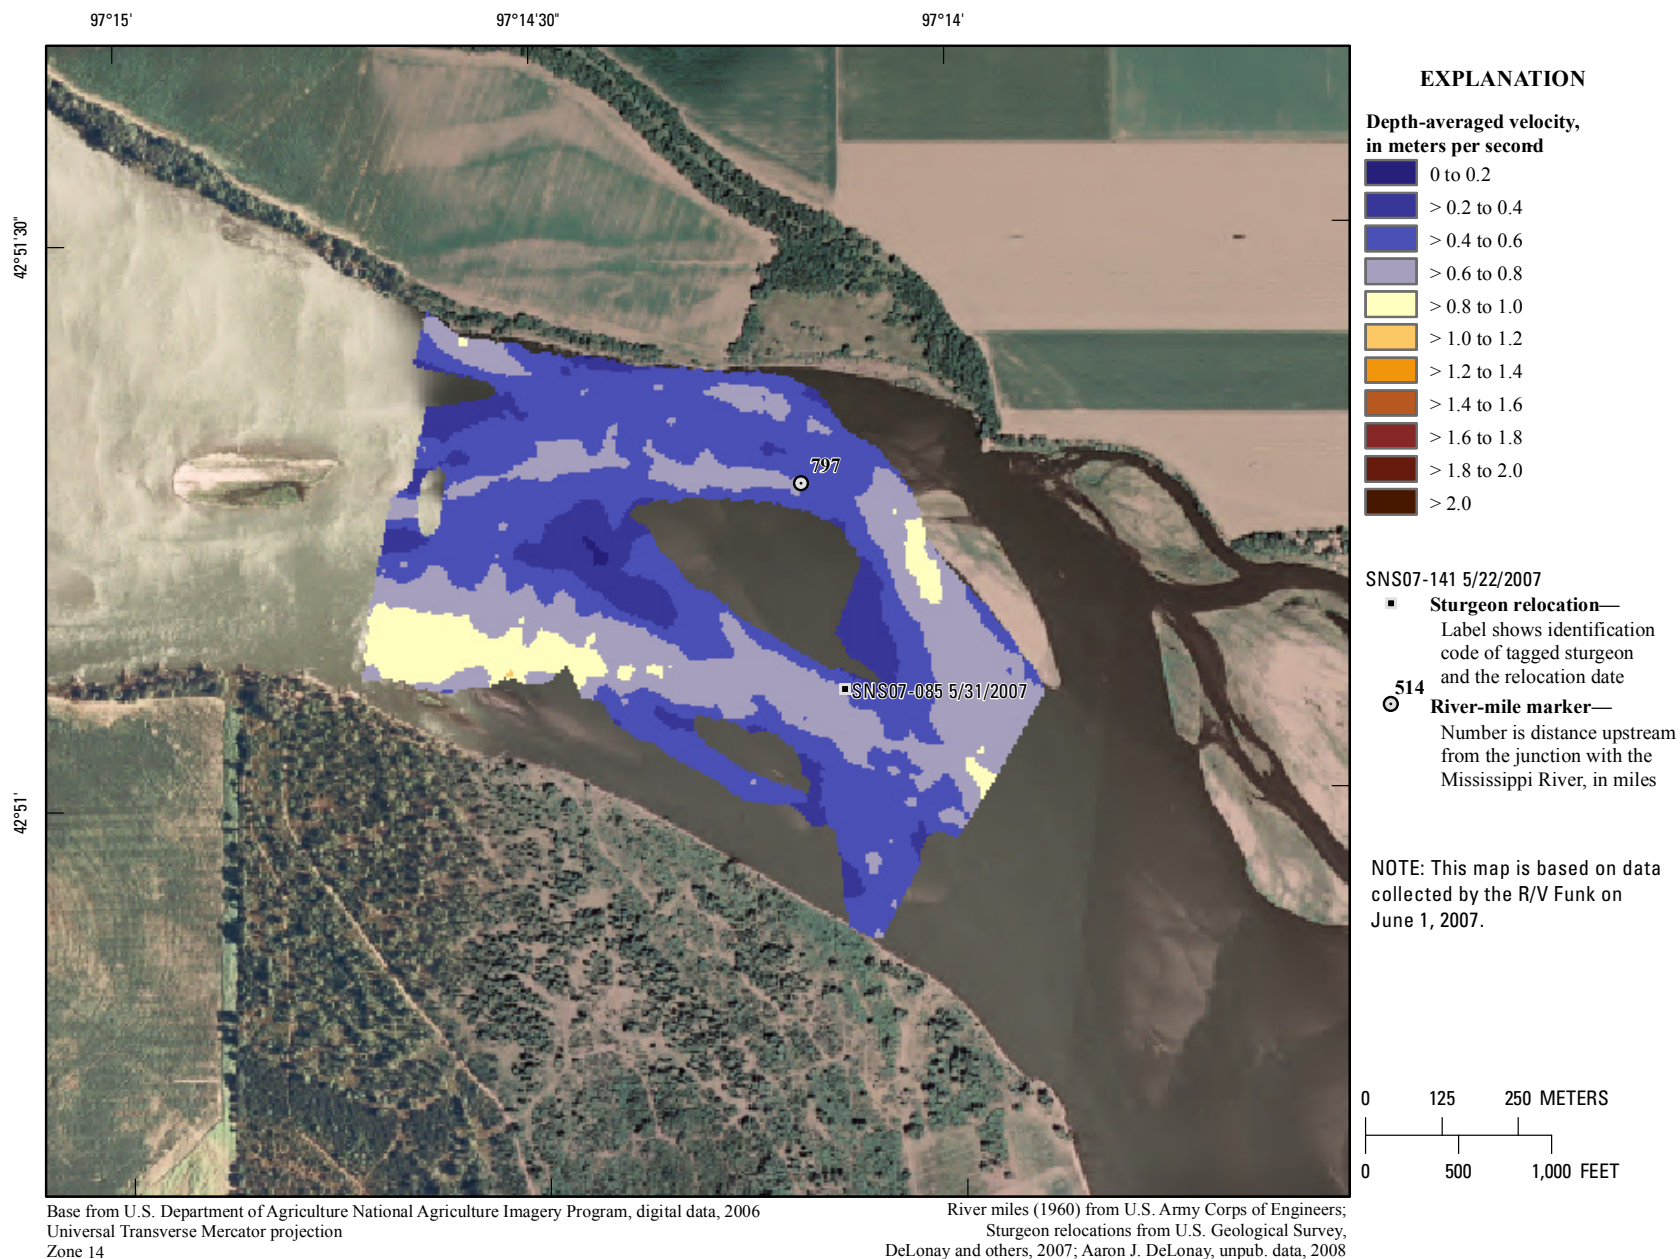 97°15'
97°14'30"
97°14'
42°51'30"
42°51'
797
SNS07-085 5/31/2007
EXPLANATION
Depth-averaged velocity,
in meters per second
0 to 0.2
> 0.2 to 0.4
> 0.4 to 0.6
> 0.6 to 0.8
> 0.8 to 1.0
> 1.0 to 1.2
> 1.2 to 1.4
> 1.4 to 1.6
> 1.6 to 1.8
> 1.8 to 2.0
> 2.0
SNS07-141 5/22/2007
Sturgeon relocation—
Label shows identification
code of tagged sturgeon
and the relocation date
514
River-mile marker—
Number is distance upstream
from the junction with the
Mississippi River, in miles
NOTE: This map is based on data
collected by the R/V Funk on
June 1, 2007.
0 125 250 METERS
0 500 1,000 FEET
Base from U.S. Department of Agriculture National Agriculture Imagery Program, digital data, 2006
Universal Transverse Mercator projection
Zone 14
River miles (1960) from U.S. Army Corps of Engineers;
Sturgeon relocations from U.S. Geological Survey,
DeLonay and others, 2007; Aaron J. DeLonay, unpub. data, 2008